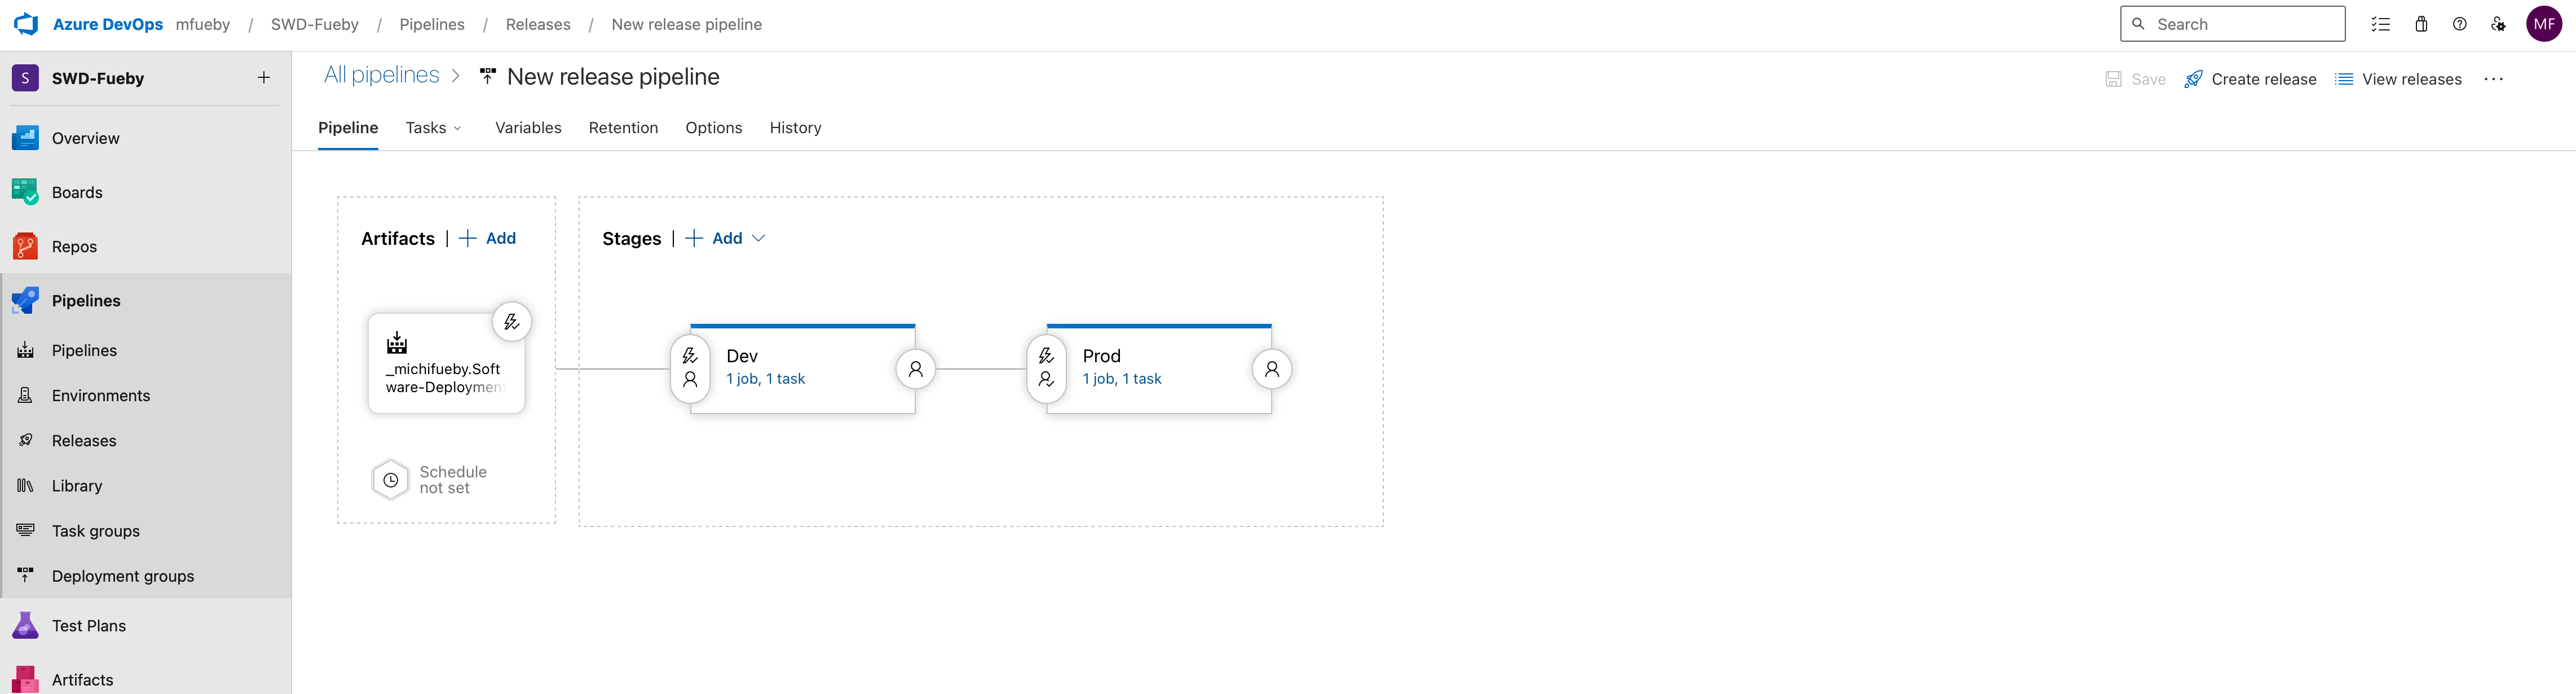 Azure DevOps mfueby / SWD-Fueby / Pipelines / Releases / New release pipeline
Search
MF
S SWD-Fueby
Overview
Boards
Repos
Pipelines
Pipelines
Environments
Releases
Library
Task groups
Deployment groups
Test Plans
Artifacts
All pipelines > New release pipeline
Save Create release View releases ...
Pipeline Tasks Variables Retention Options History
Artifacts | + Add
_michifueby.Soft
ware-Deployment
Schedule
not set
Stages | + Add
Dev
1 job, 1 task
Prod
1 job, 1 task